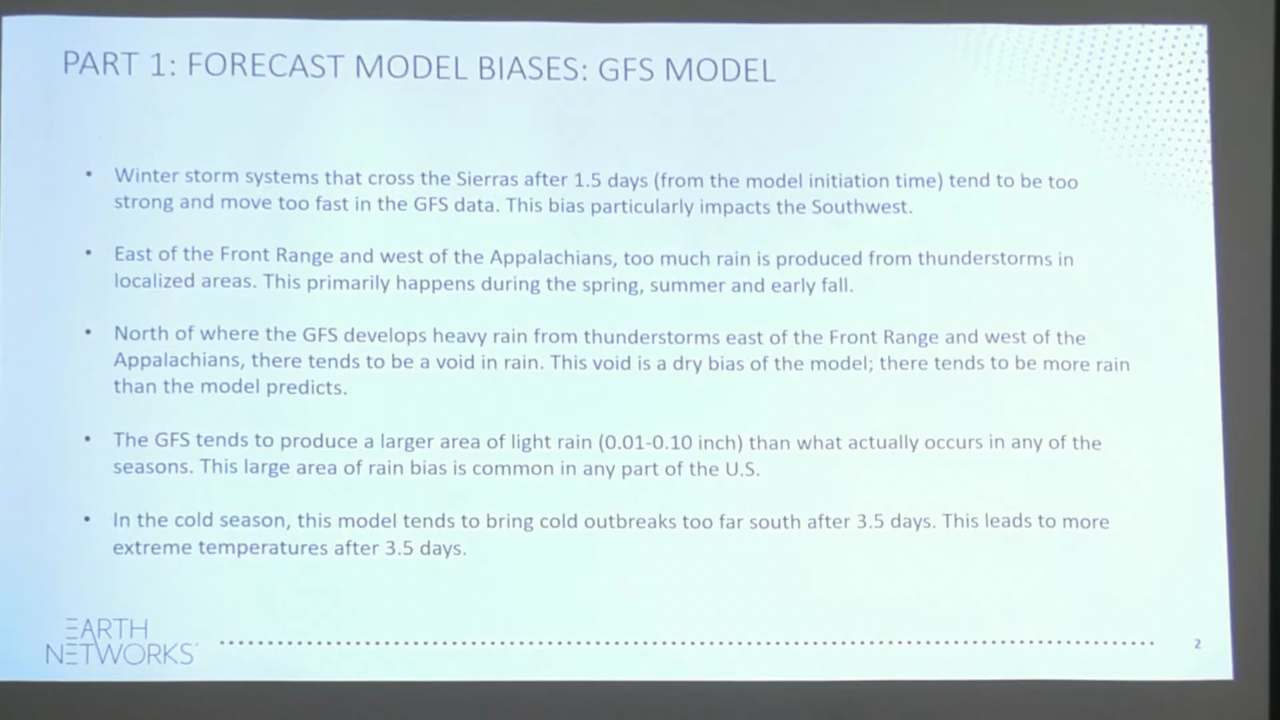 PART 1: FORECAST MODEL BIASES: GFS MODEL
• Winter storm systems that cross the Sierras after 1.5 days (from the model initiation time) tend to be too
strong and move too fast in the GFS data. This bias particularly impacts the Southwest.
• East of the Front Range and west of the Appalachians, too much rain is produced from thunderstorms in
localized areas. This primarily happens during the spring, summer and early fall.
• North of where the GFS develops heavy rain from thunderstorms east of the Front Range and west of the
Appalachians, there tends to be a void in rain. This void is a dry bias of the model; there tends to be more rain
than the model predicts.
• The GFS tends to produce a larger area of light rain (0.01-0.10 inch) than what actually occurs in any of the
seasons. This large area of rain bias is common in any part of the U.S.
• In the cold season, this model tends to bring cold outbreaks too far south after 3.5 days. This leads to more
extreme temperatures after 3.5 days.
EARTH
NETWORKS
2